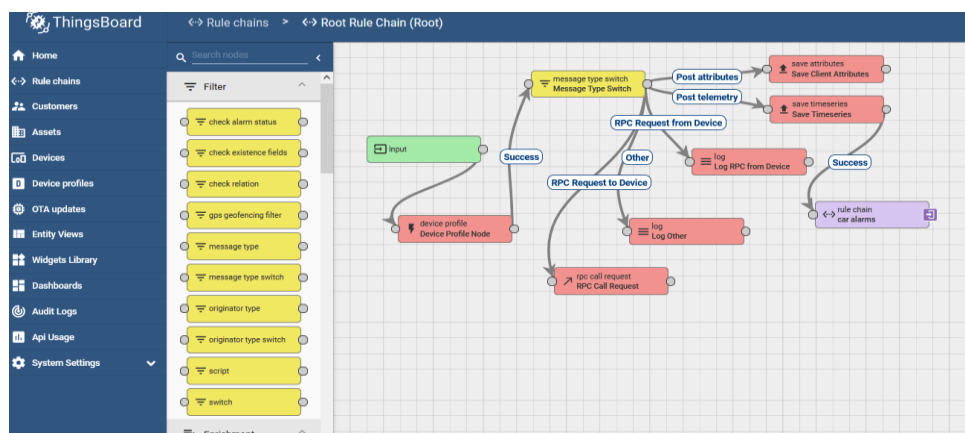 ThingsBoard
Rule chains > Root Rule Chain (Root)
Home
Rule chains
Customers
Assets
Devices
Device profiles
OTA updates
Entity Views
Widgets Library
Dashboards
Audit Logs
Api Usage
System Settings
Search nodes
Filter
check alarm status
check existence fields
check relation
gps geofencing filter
message type
message type switch
originator type
originator type switch
script
switch
Enrichment
Input
device profile
Device Profile Node
Success
message type switch
Message Type Switch
Post attributes
save attributes
Save Client Attributes
Post telemetry
save timeseries
Save Timeseries
RPC Request from Device
log
Log RPC from Device
Success
rule chain
car alarms
Other
log
Log Other
RPC Request to Device
rpc call request
RPC Call Request